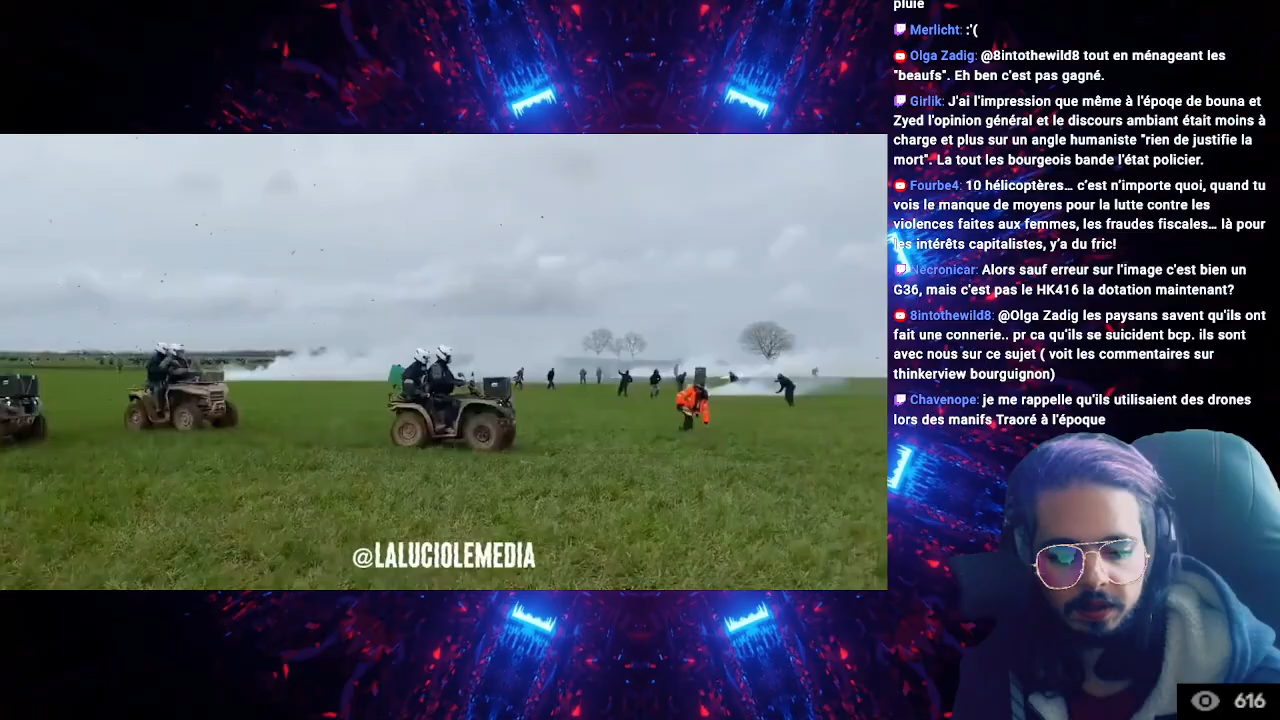 pluie
Merlicht: :'(
Olga Zadig: @8intothewild8 tout en ménageant les
"beaufs". Eh ben c'est pas gagné.
Girlik: J'ai l'impression que même à l'époqe de bouna et
Zyed l'opinion général et le discours ambiant était moins à
charge et plus sur un angle humaniste "rien de justifie la
mort". La tout les bourgeois bande l'état policier.
Fourbe4: 10 hélicoptères… c’est n’importe quoi, quand tu
vois le manque de moyens pour la lutte contre les
violences faites aux femmes, les fraudes fiscales… là pour
les intérêts capitalistes, y’a du fric!
Necronicar: Alors sauf erreur sur l'image c'est bien un
G36, mais c'est pas le HK416 la dotation maintenant?
8intothewild8: @Olga Zadig les paysans savent qu'ils ont
fait une connerie.. pr ca qu'ils se suicident bcp. ils sont
avec nous sur ce sujet ( voit les commentaires sur
thinkerview bourguignon)
Chavenope: je me rappelle qu'ils utilisaient des drones
lors des manifs Traoré à l'époque
@LALUCIOLEMEDIA
616